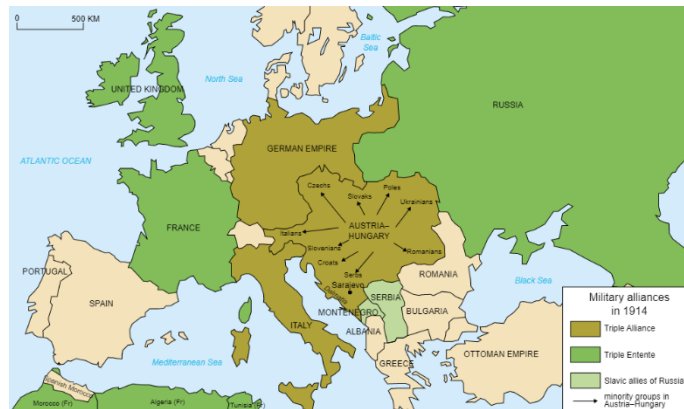 0
500 KM
Baltic
Sea
North Sea
UNITED KINGDOM
RUSSIA
ATLANTIC OCEAN
GERMAN EMPIRE
Czechs
Slovaks
Poles
Ukrainians
FRANCE
AUSTRIA–
HUNGARY
Italians
Slovenians
Romanians
Croats
Serbs
Sarajevo
Dalmatia
ROMANIA
Black Sea
PORTUGAL
SPAIN
SERBIA
MONTENEGRO
BULGARIA
ITALY
ALBANIA
OTTOMAN EMPIRE
GREECE
Mediterranean Sea
Spanish Morocco
Morocco (Fr)
Algeria (Fr)
Tunisia (Fr)
Military alliances
in 1914
Triple Alliance
Triple Entente
Slavic allies of Russia
minority groups in
Austria–Hungary